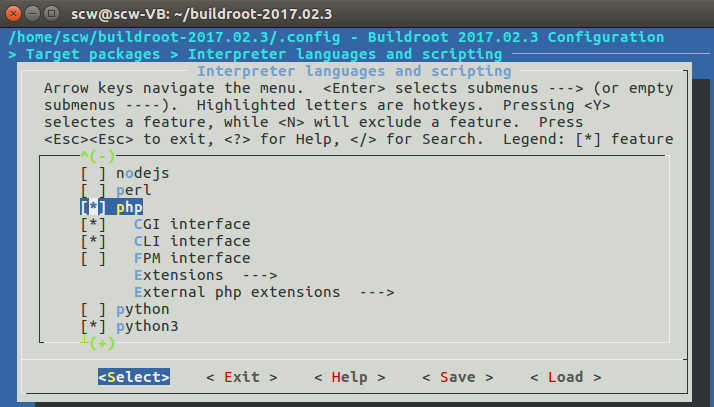 scw@scw-VB: ~/buildroot-2017.02.3
/home/scw/buildroot-2017.02.3/.config - Buildroot 2017.02.3 Configuration
> Target packages > Interpreter languages and scripting
Interpreter languages and scripting
Arrow keys navigate the menu.  <Enter> selects submenus ---> (or empty
submenus ----).  Highlighted letters are hotkeys.  Pressing <Y>
selectes a feature, while <N> will exclude a feature.  Press
<Esc><Esc> to exit, <?> for Help, </> for Search.  Legend: [*] feature
^(-)
[ ] nodejs
[ ] perl
[*] php
[*]   CGI interface
[*]   CLI interface
[ ]   FPM interface
Extensions  --->
External php extensions  --->
[ ] python
[*] python3
┴(+)
<Select>    < Exit >    < Help >    < Save >    < Load >